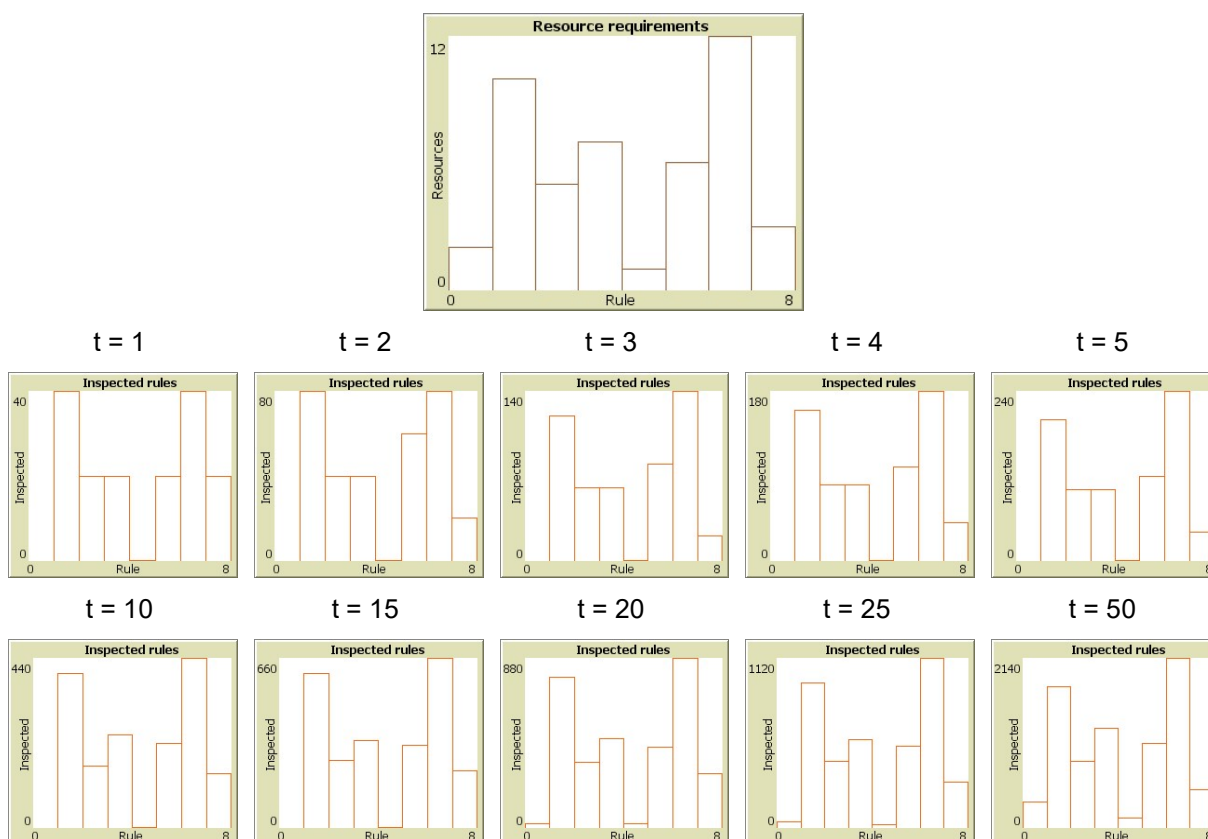 Resource requirements
12
Resources
0
0 Rule 8
t = 1 t = 2 t = 3 t = 4 t = 5
Inspected rules Inspected rules Inspected rules Inspected rules Inspected rules
40 80 140 180 240
Inspected Inspected Inspected Inspected Inspected
0 0 0 0 0
0 Rule 8 0 Rule 8 0 Rule 8 0 Rule 8 0 Rule 8
t = 10 t = 15 t = 20 t = 25 t = 50
Inspected rules Inspected rules Inspected rules Inspected rules Inspected rules
440 660 880 1120 2140
Inspected Inspected Inspected Inspected Inspected
0 0 0 0 0
0 Rule 8 0 Rule 8 0 Rule 8 0 Rule 8 0 Rule 8